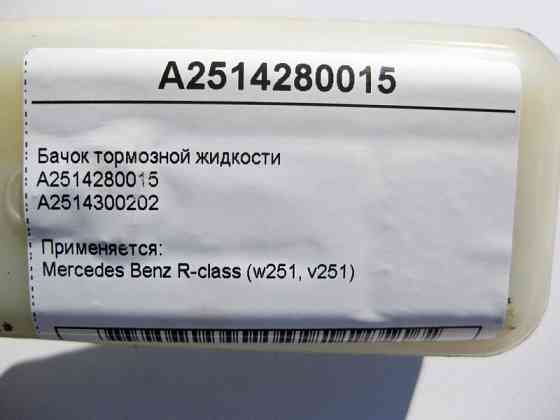 A2514280015
Бачок тормозной жидкости
A2514280015
A2514300202
Применяется:
Mercedes Benz R-class (w251, v251)